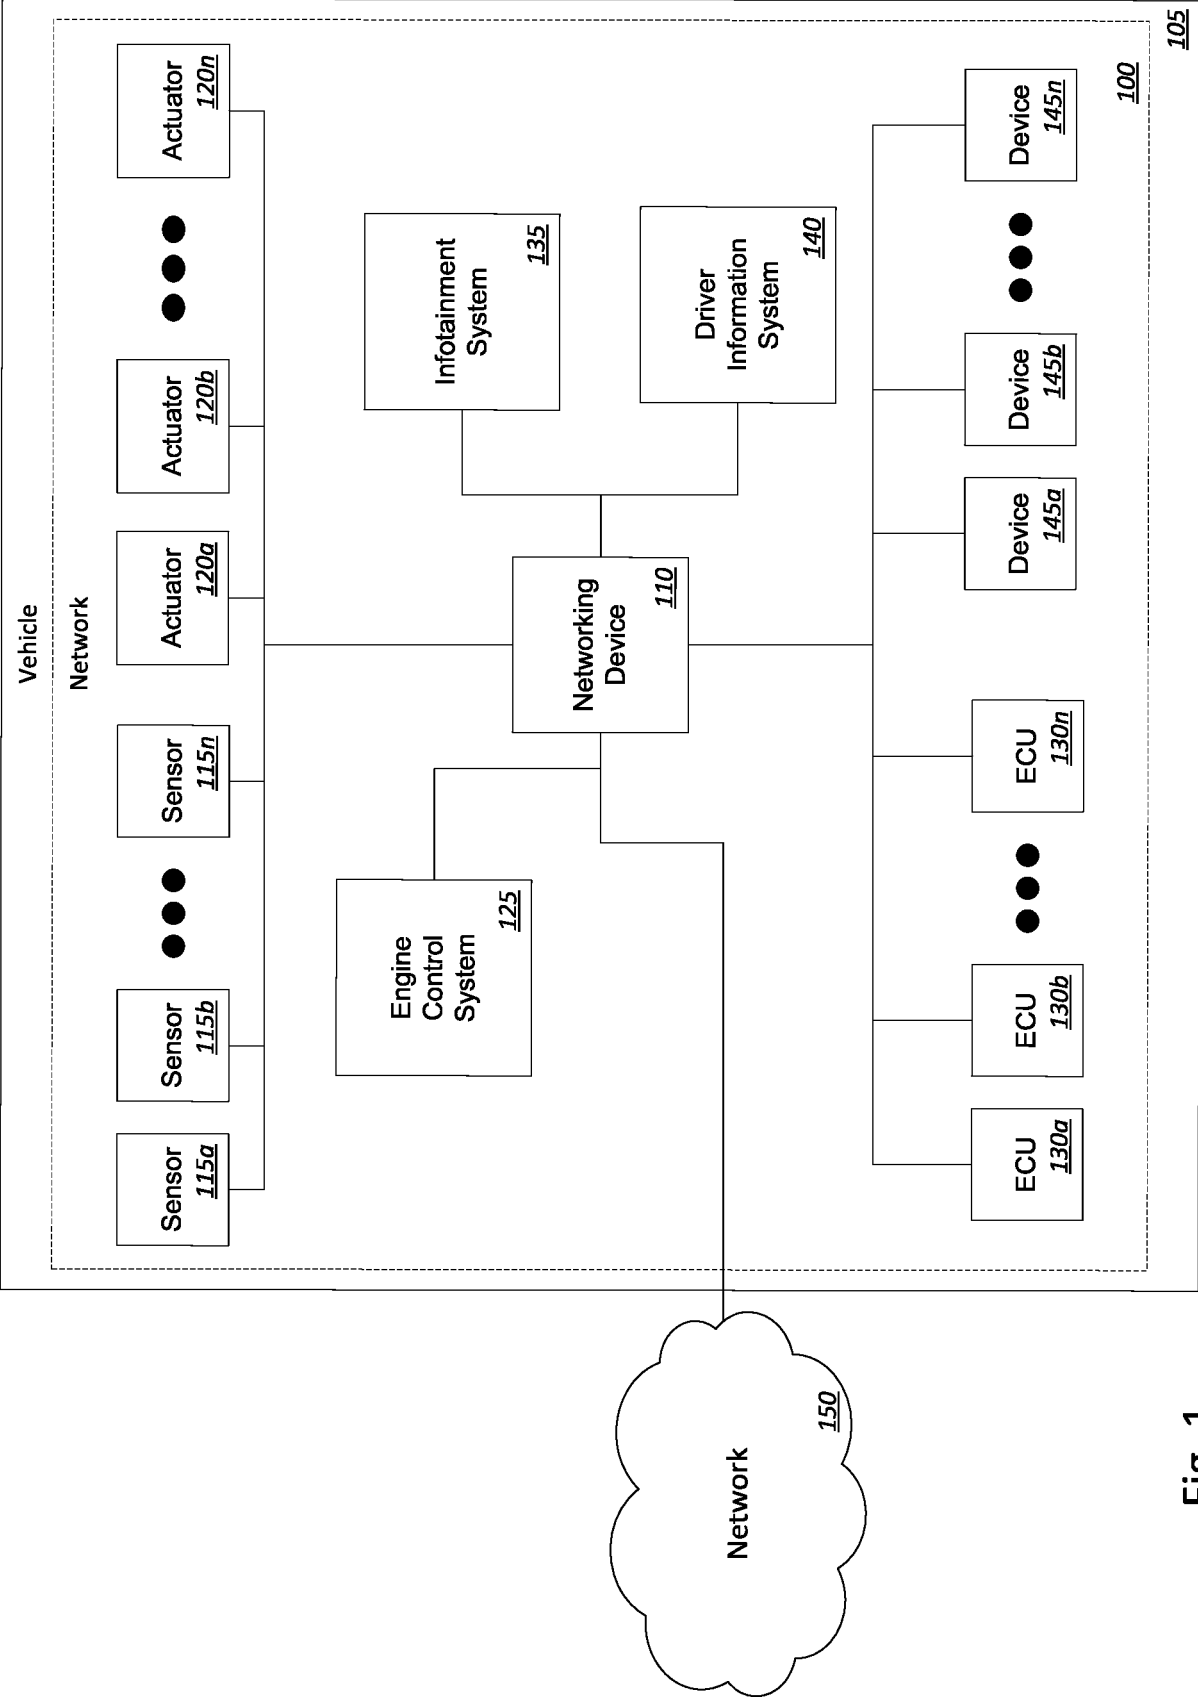 Vehicle
105
Network
100
Sensor
115a
Sensor
115b
Sensor
115n
Actuator
120a
Actuator
120b
Actuator
120n
Engine
Control
System
125
Infotainment
System
135
Networking
Device
110
Driver
Information
System
140
Network
150
ECU
130a
ECU
130b
ECU
130n
Device
145a
Device
145b
Device
145n
Fig. 1